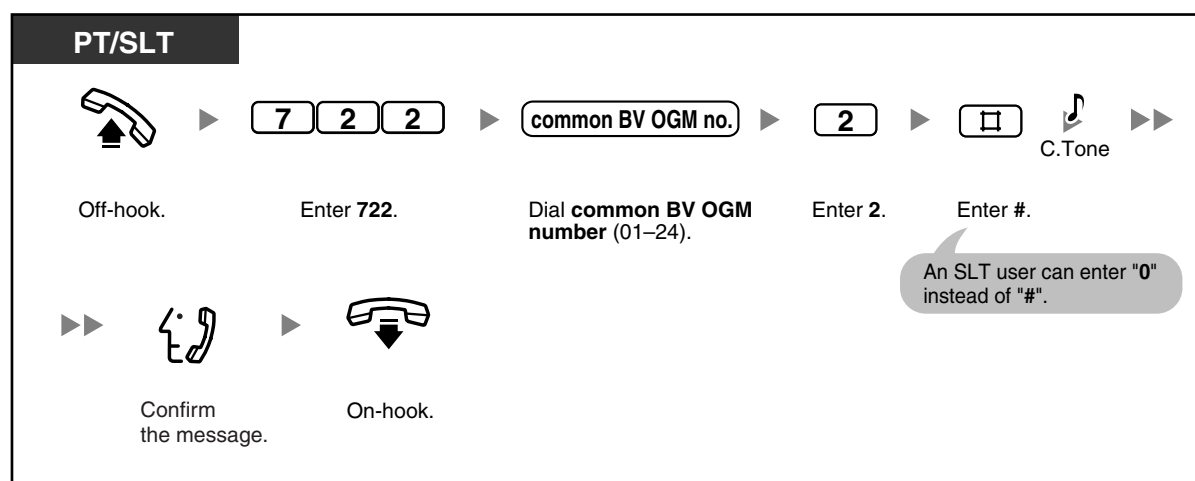 PT/SLT
7 2 2
common BV OGM no.
2
#
C.Tone
Off-hook.
Enter 722.
Dial common BV OGM
number (01–24).
Enter 2.
Enter #.
An SLT user can enter "0"
instead of "#".
Confirm
the message.
On-hook.